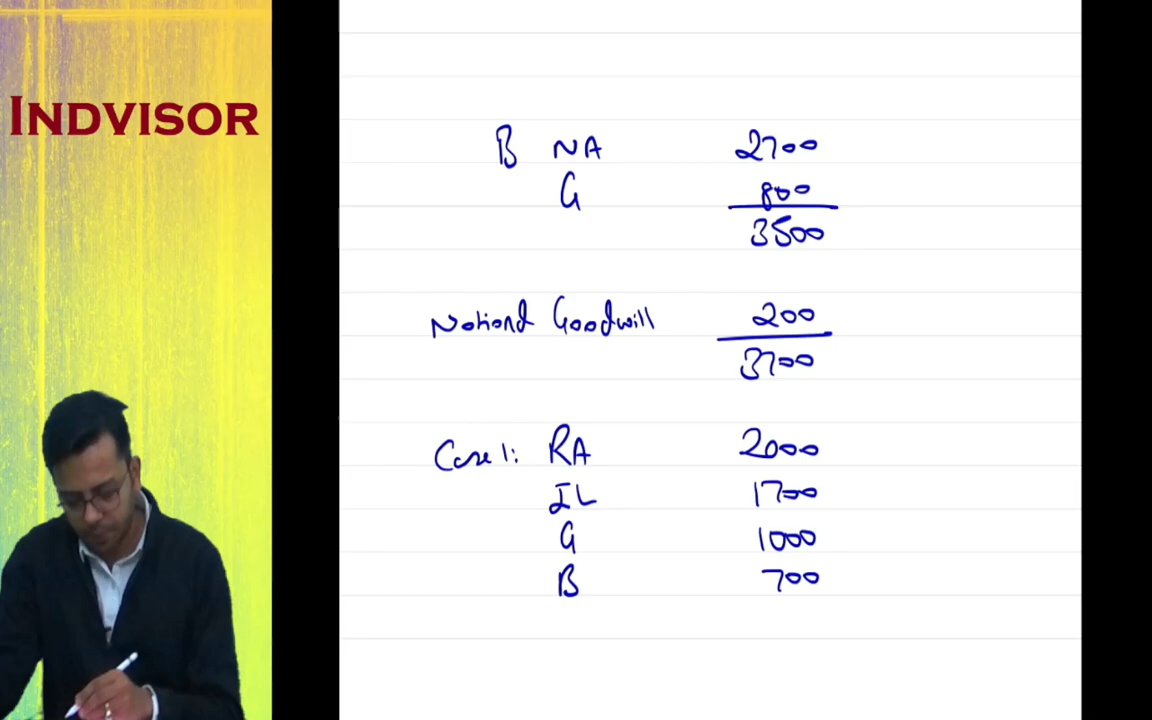 INDVISOR
B NA 2700
G 800
3500
Notional Goodwill 200
3700
Case 1: RA 2000
IL 1700
G 1000
B 700